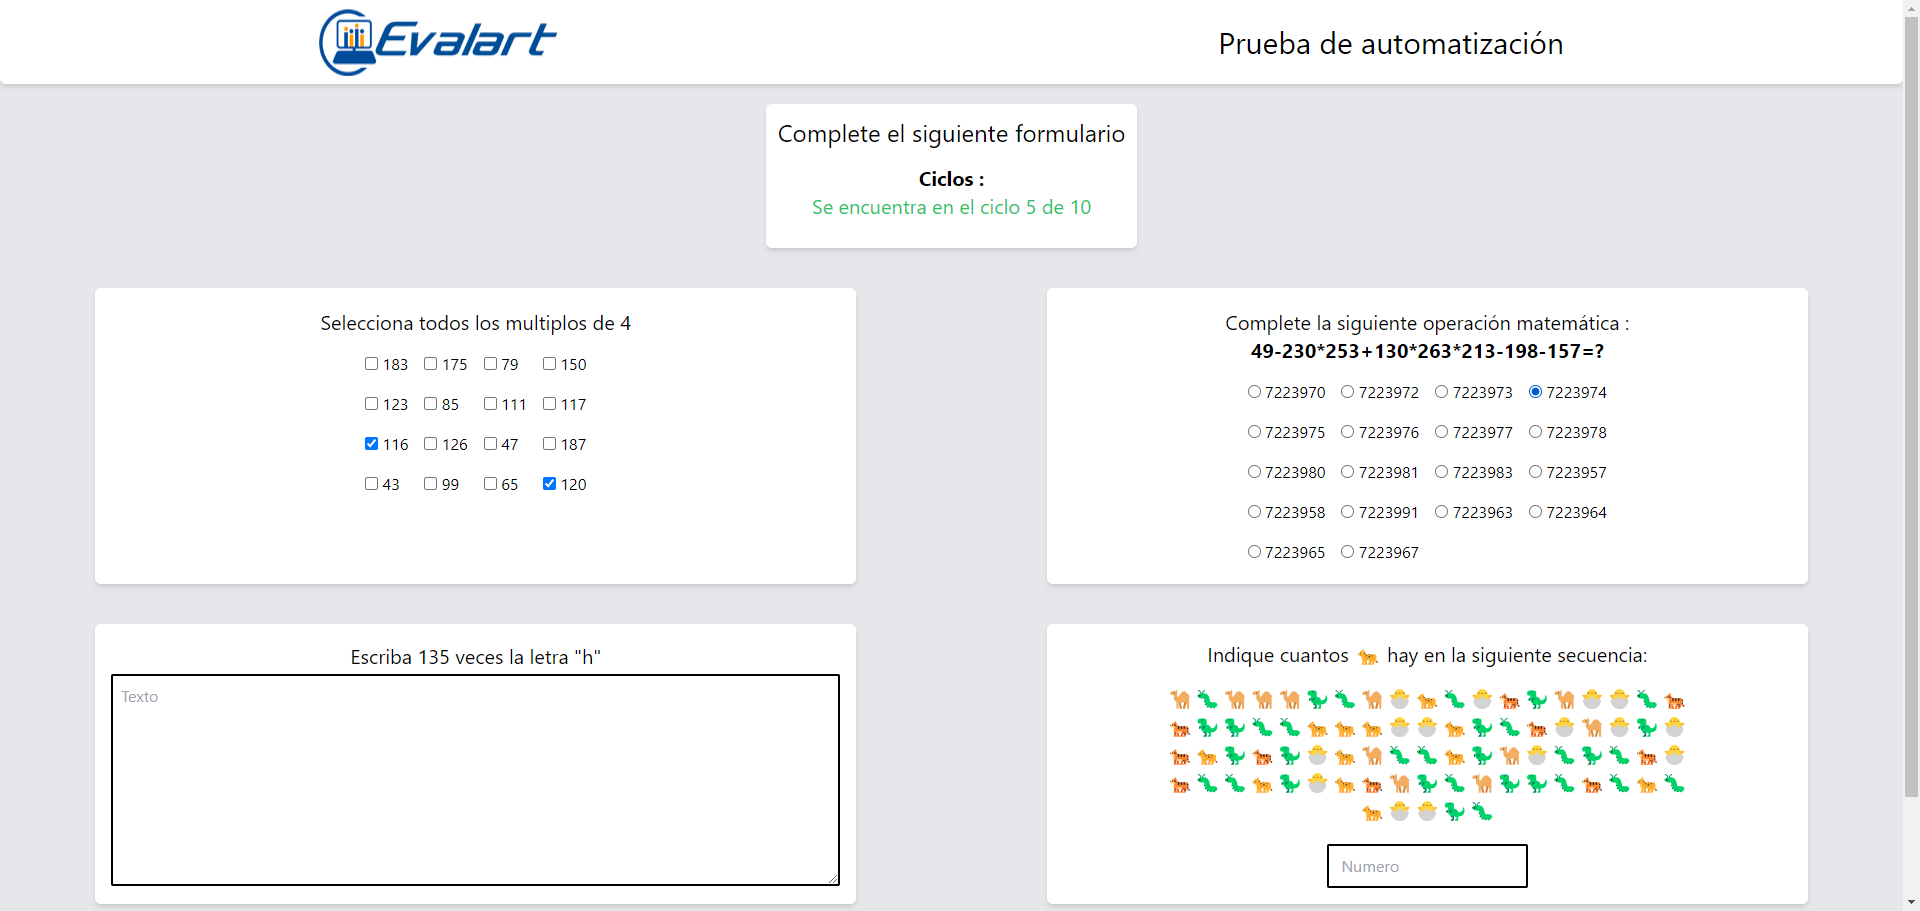 Evalart
Prueba de automatización
Complete el siguiente formulario
Ciclos :
Se encuentra en el ciclo 5 de 10
Selecciona todos los multiplos de 4
183 175 79 150
123 85 111 117
116 126 47 187
43 99 65 120
Complete la siguiente operación matemática :
49-230*253+130*263*213-198-157=?
7223970 7223972 7223973 7223974
7223975 7223976 7223977 7223978
7223980 7223981 7223983 7223957
7223958 7223991 7223963 7223964
7223965 7223967
Escriba 135 veces la letra "h"
Texto
Indique cuantos 🐆 hay en la siguiente secuencia:
Numero